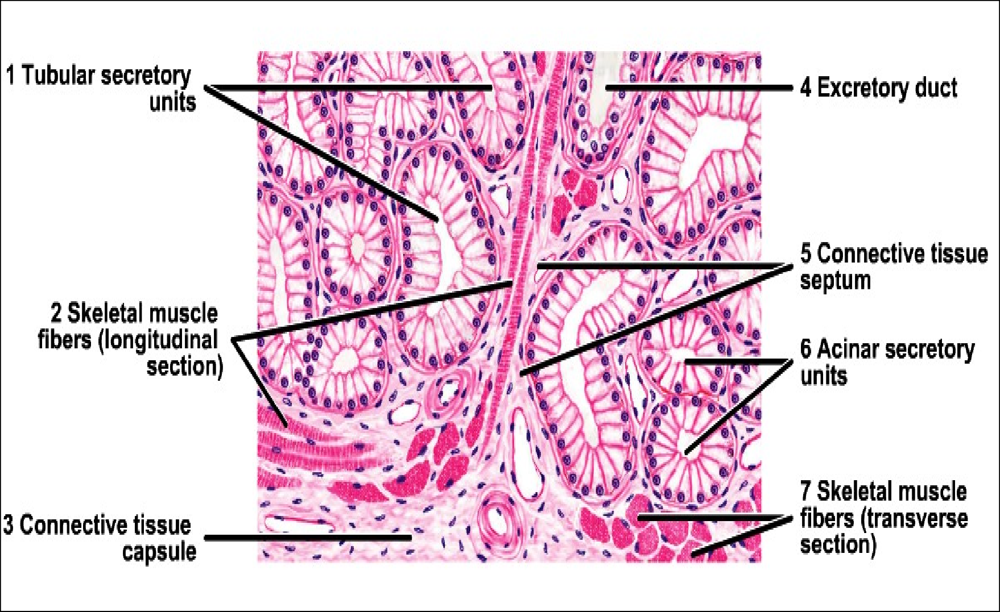 1 Tubular secretory
units
2 Skeletal muscle
fibers (longitudinal
section)
3 Connective tissue
capsule
4 Excretory duct
5 Connective tissue
septum
6 Acinar secretory
units
7 Skeletal muscle
fibers (transverse
section)